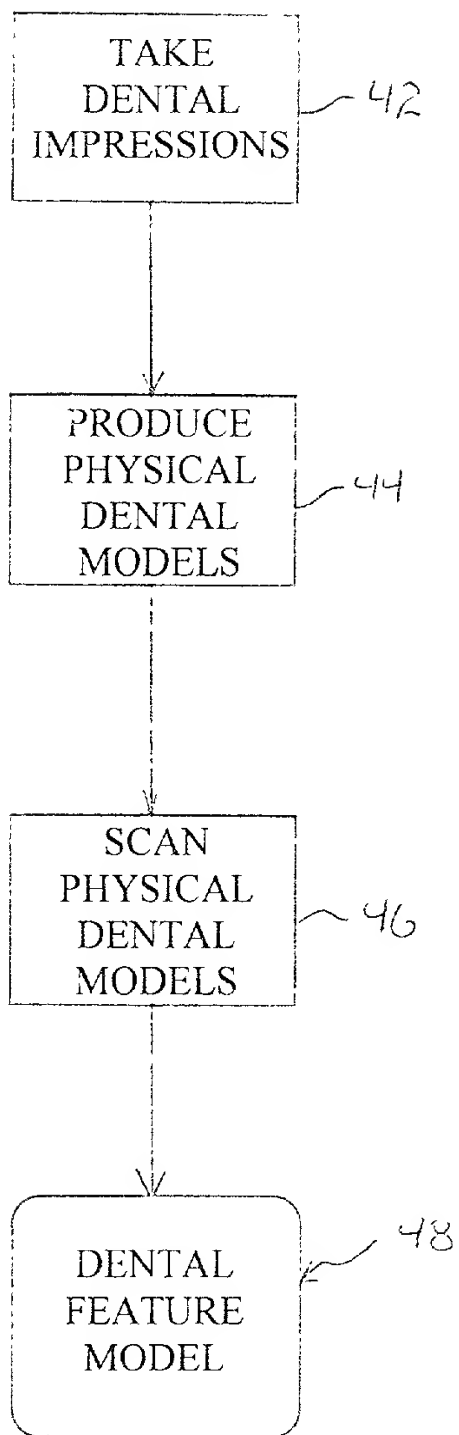 TAKE
DENTAL
IMPRESSIONS
42
PRODUCE
PHYSICAL
DENTAL
MODELS
44
SCAN
PHYSICAL
DENTAL
MODELS
46
DENTAL
FEATURE
MODEL
48